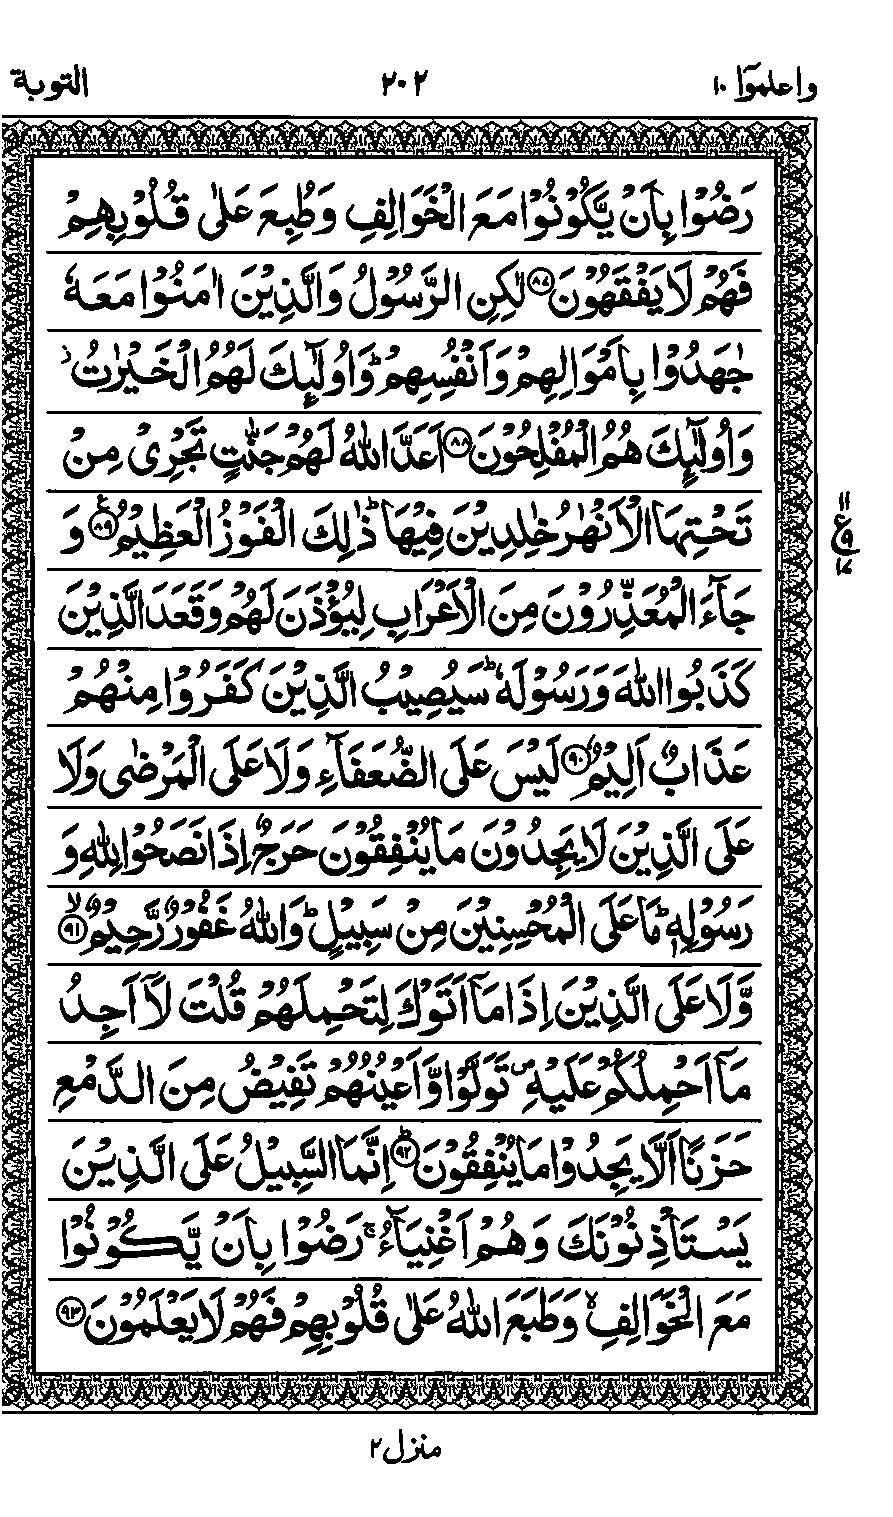 واعلموۤا ١٠
٢٠٢
التوبة
رَضُوْا بِاَنْ يَّكُوْنُوْا مَعَ الْخَوَالِفِ وَطُبِعَ عَلٰى قُلُوْبِهِمْ
فَهُمْ لَا يَفْقَهُوْنَ ﴿٨٧﴾ لٰكِنِ الرَّسُوْلُ وَالَّذِيْنَ اٰمَنُوْا مَعَهٗ
جٰهَدُوْا بِاَمْوَالِهِمْ وَاَنْفُسِهِمْ ؕ وَاُولٰٓئِكَ لَهُمُ الْخَيْرٰتُ ؗ
وَاُولٰٓئِكَ هُمُ الْمُفْلِحُوْنَ ﴿٨٨﴾ اَعَدَّ اللّٰهُ لَهُمْ جَنّٰتٍ تَجْرِىْ مِنْ
تَحْتِهَا الْاَنْهٰرُ خٰلِدِيْنَ فِيْهَا ؕ ذٰلِكَ الْفَوْزُ الْعَظِيْمُ ﴿٨٩﴾ ع وَ
جَآءَ الْمُعَذِّرُوْنَ مِنَ الْاَعْرَابِ لِيُؤْذَنَ لَهُمْ وَقَعَدَ الَّذِيْنَ
كَذَبُوا اللّٰهَ وَرَسُوْلَهٗ ؕ سَيُصِيْبُ الَّذِيْنَ كَفَرُوْا مِنْهُمْ
عَذَابٌ اَلِيْمٌ ﴿٩٠﴾ لَيْسَ عَلَى الضُّعَفَآءِ وَلَا عَلَى الْمَرْضٰى وَلَا
عَلَى الَّذِيْنَ لَا يَجِدُوْنَ مَا يُنْفِقُوْنَ حَرَجٌ اِذَا نَصَحُوْا لِلّٰهِ وَ
رَسُوْلِهٖ ؕ مَا عَلَى الْمُحْسِنِيْنَ مِنْ سَبِيْلٍ ؕ وَاللّٰهُ غَفُوْرٌ رَّحِيْمٌ ﴿٩١﴾ ۙ
وَّلَا عَلَى الَّذِيْنَ اِذَا مَاۤ اَتَوْكَ لِتَحْمِلَهُمْ قُلْتَ لَاۤ اَجِدُ
مَاۤ اَحْمِلُكُمْ عَلَيْهِ ۪ تَوَلَّوْا وَّاَعْيُنُهُمْ تَفِيْضُ مِنَ الدَّمْعِ
حَزَنًا اَلَّا يَجِدُوْا مَا يُنْفِقُوْنَ ﴿٩٢﴾ ؕ اِنَّمَا السَّبِيْلُ عَلَى الَّذِيْنَ
يَسْتَاْذِنُوْنَكَ وَهُمْ اَغْنِيَآءُ ۚ رَضُوْا بِاَنْ يَّكُوْنُوْا
مَعَ الْخَوَالِفِ ۙ وَطَبَعَ اللّٰهُ عَلٰى قُلُوْبِهِمْ فَهُمْ لَا يَعْلَمُوْنَ ﴿٩٣﴾
١١
ع ٩
١٧
منزل ٢